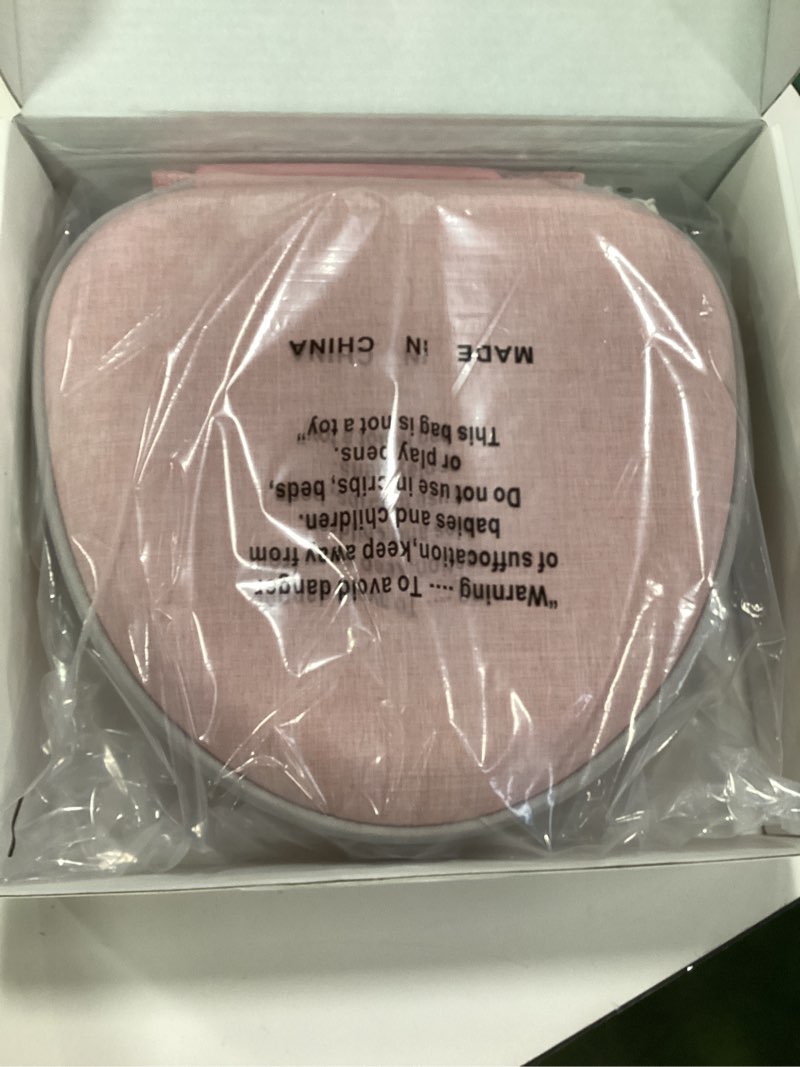 "Warning .... To avoid danger
of suffocation,keep away from
babies and children.
Do not use in cribs, beds,
or play pens.
This bag is not a toy"
MADE IN CHINA